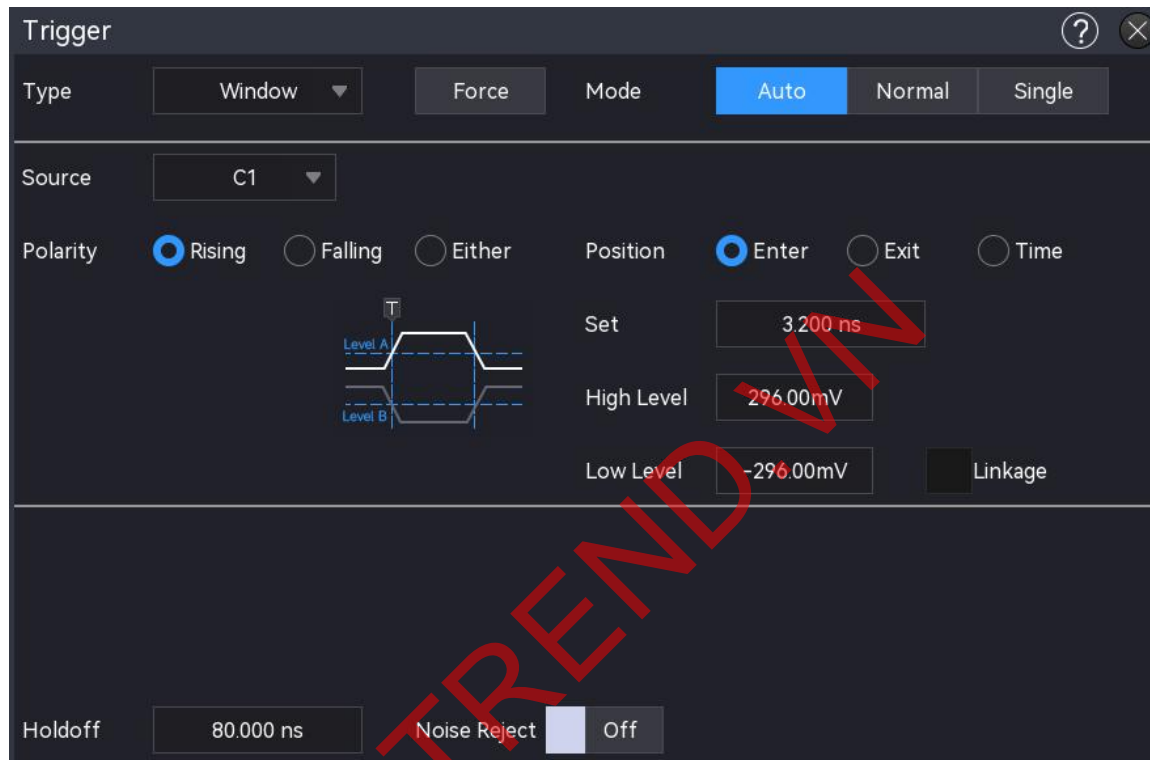 Trigger ?
Type Window Force Mode Auto Normal Single
Source C1
Polarity Rising Falling Either Position Enter Exit Time
T
Level A
Level B
Set 3.200 ns
High Level 296.00mV
Low Level -296.00mV Linkage
Holdoff 80.000 ns Noise Reject Off
TREND.VN